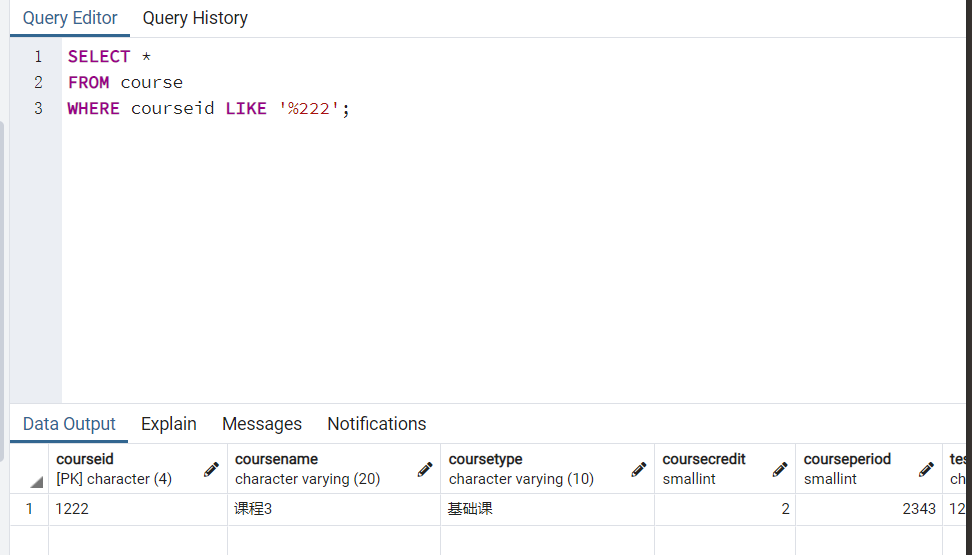 Query Editor Query History
1 SELECT *
2 FROM course
3 WHERE courseid LIKE '%222';
Data Output Explain Messages Notifications
courseid coursename coursetype coursecredit courseperiod tes
[PK] character (4) character varying (20) character varying (10) smallint smallint ch
1 1222 课程3 基础课 2 2343 12